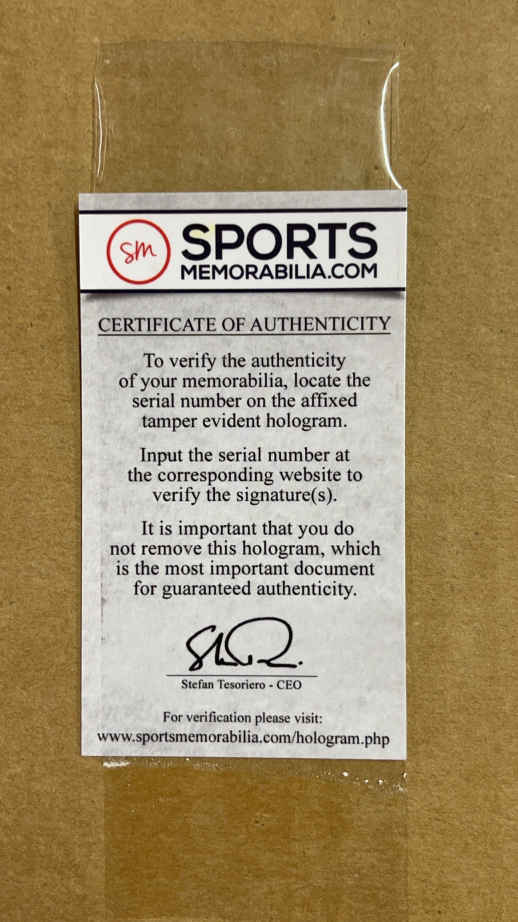 sm SPORTS
MEMORABILIA.COM
CERTIFICATE OF AUTHENTICITY
To verify the authenticity
of your memorabilia, locate the
serial number on the affixed
tamper evident hologram.
Input the serial number at
the corresponding website to
verify the signature(s).
It is important that you do
not remove this hologram, which
is the most important document
for guaranteed authenticity.
Stefan Tesoriero - CEO
For verification please visit:
www.sportsmemorabilia.com/hologram.php